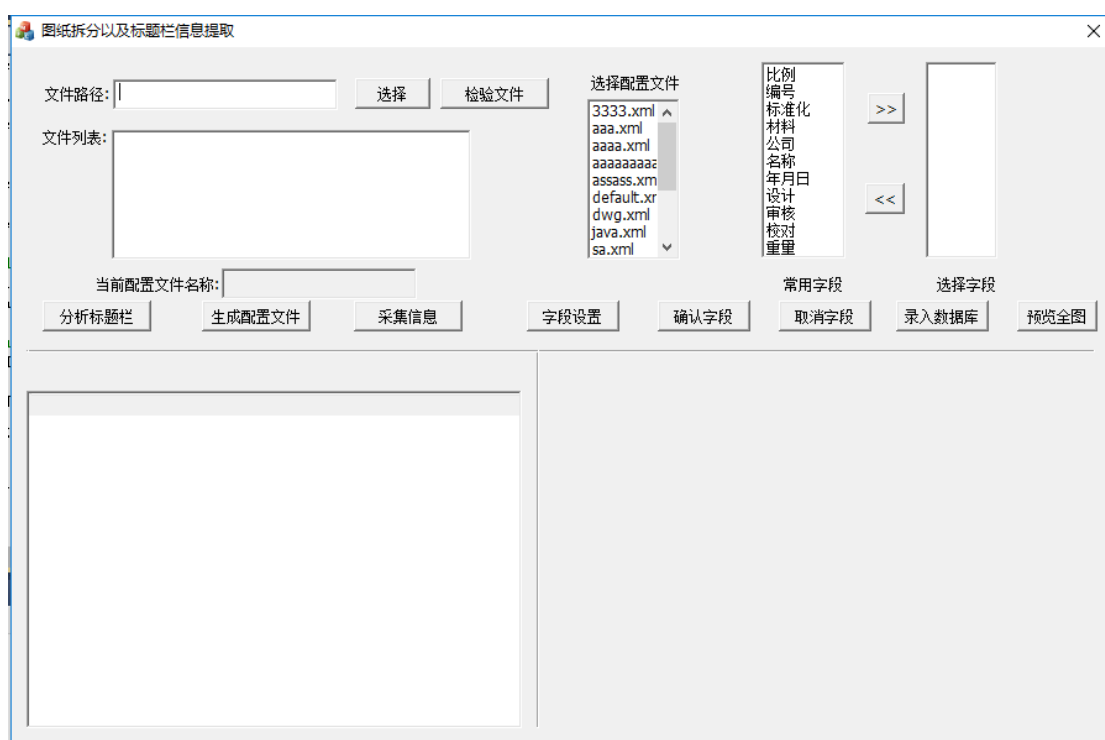 图纸拆分以及标题栏信息提取
文件路径:
选择
检验文件
文件列表:
选择配置文件
3333.xml
aaa.xml
aaaa.xml
aaaaaaaaa
assass.xm
default.xr
dwg.xml
java.xml
sa.xml
比例
编号
标准化
材料
公司
名称
年月日
设计
审核
校对
重量
>>
<<
当前配置文件名称:
常用字段
选择字段
分析标题栏
生成配置文件
采集信息
字段设置
确认字段
取消字段
录入数据库
预览全图